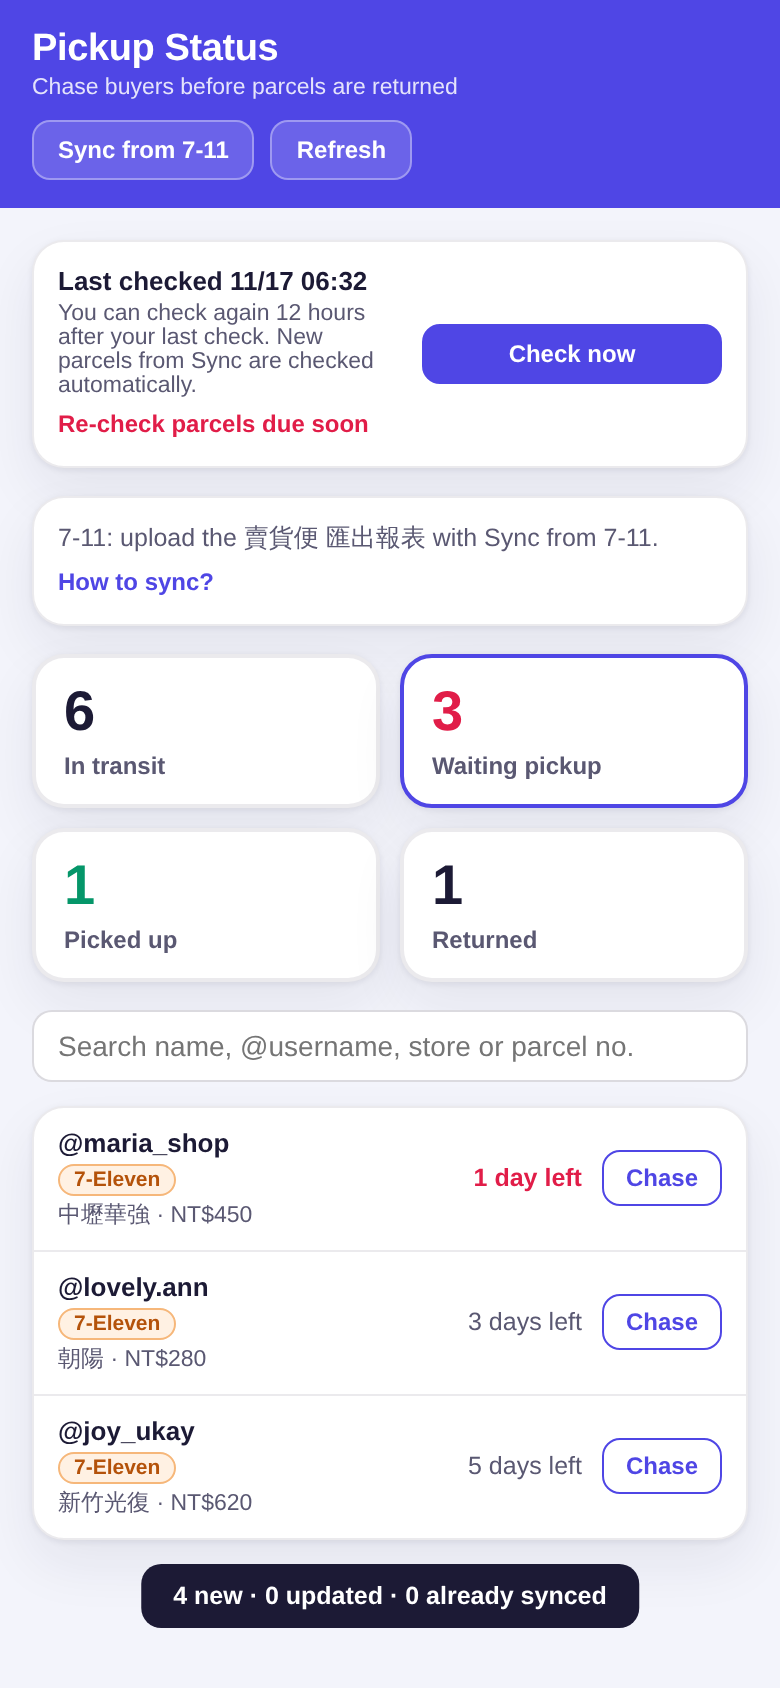 Pickup Status
Chase buyers before parcels are returned
Sync from 7-11
Refresh
Last checked 11/17 06:32
You can check again 12 hours
after your last check. New
parcels from Sync are checked
automatically.
Re-check parcels due soon
Check now
7-11: upload the 賣貨便 匯出報表 with Sync from 7-11.
How to sync?
6
In transit
3
Waiting pickup
1
Picked up
1
Returned
Search name, @username, store or parcel no.
@maria_shop
7-Eleven
中壢華強 · NT$450
1 day left
Chase
@lovely.ann
7-Eleven
朝陽 · NT$280
3 days left
Chase
@joy_ukay
7-Eleven
新竹光復 · NT$620
5 days left
Chase
4 new · 0 updated · 0 already synced